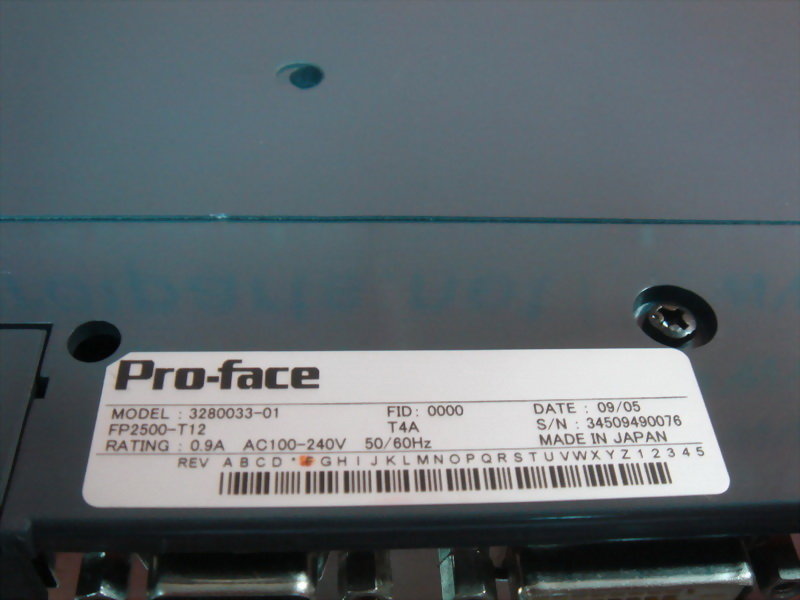 Pro-face
MODEL : 3280033-01 FID: 0000 DATE : 09/05
FP2500-T12 T4A S/N : 34509490076
RATING : 0.9A AC100-240V 50/60Hz MADE IN JAPAN
REV A B C D * F G H I J K L M N O P Q R S T U V W X Y Z 1 2 3 4 5